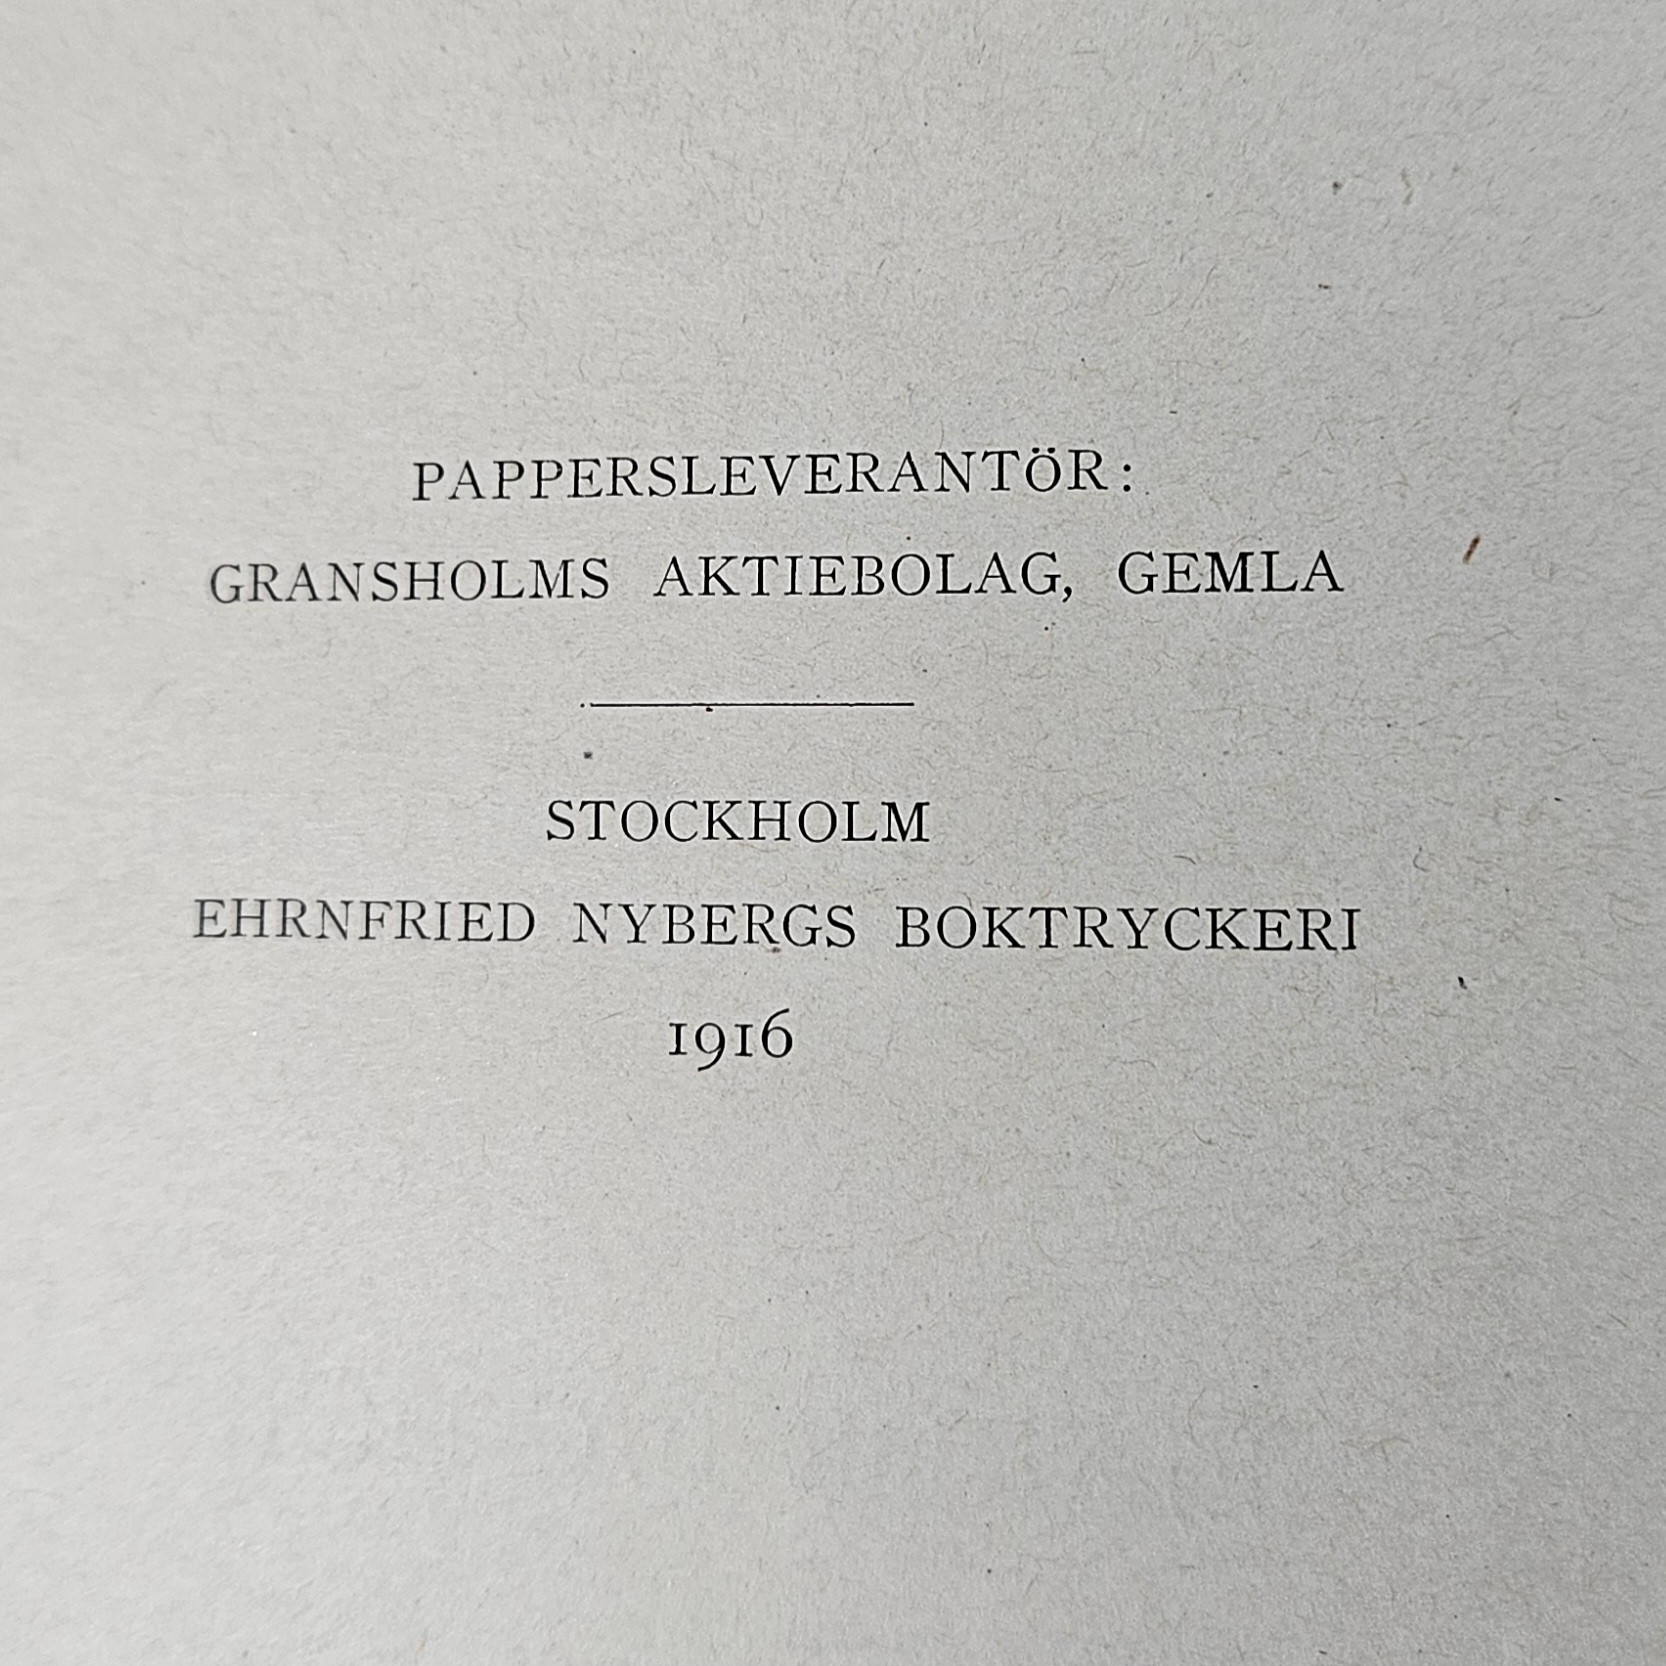 PAPPERSLEVERANTÖR:
GRANSHOLMS AKTIEBOLAG, GEMLA
STOCKHOLM
EHRNFRIED NYBERGS BOKTRYCKERI
1916